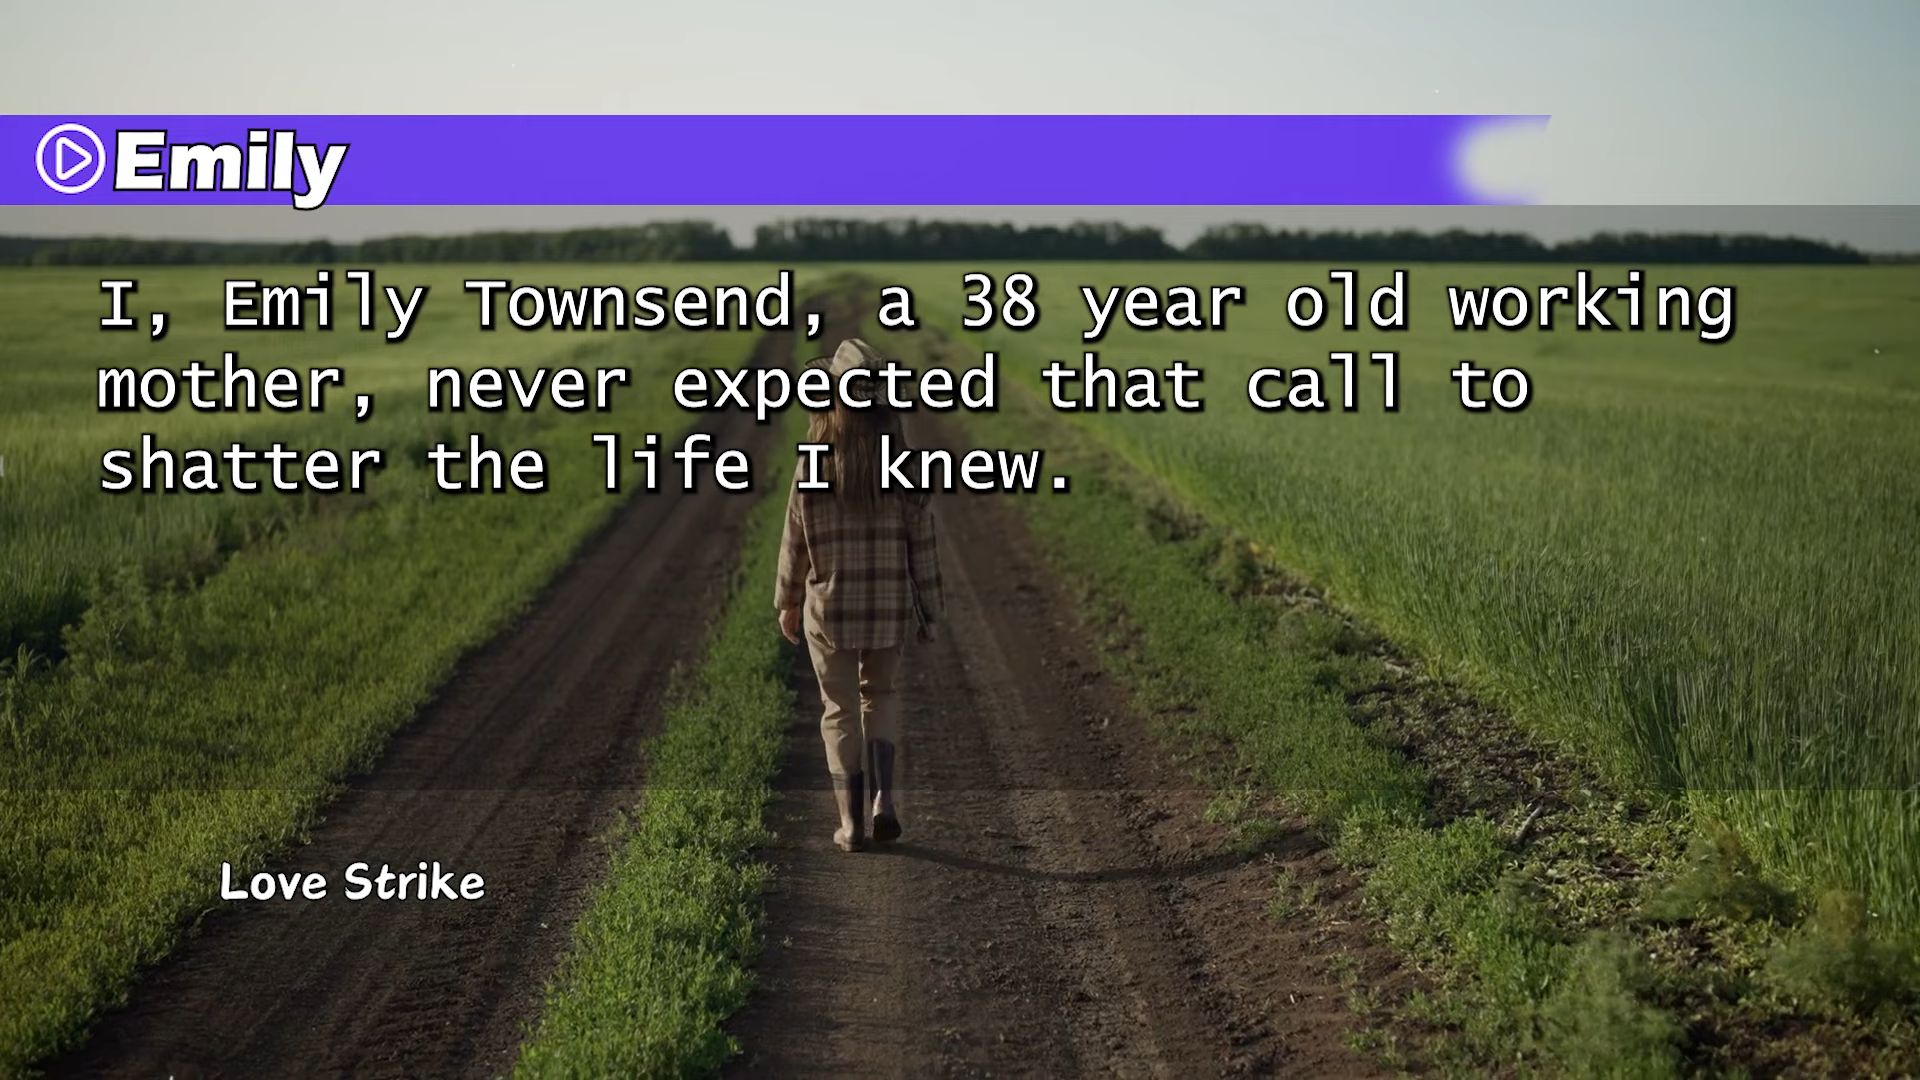 Emily
I, Emily Townsend, a 38 year old working
mother, never expected that call to
shatter the life I knew.
Love Strike